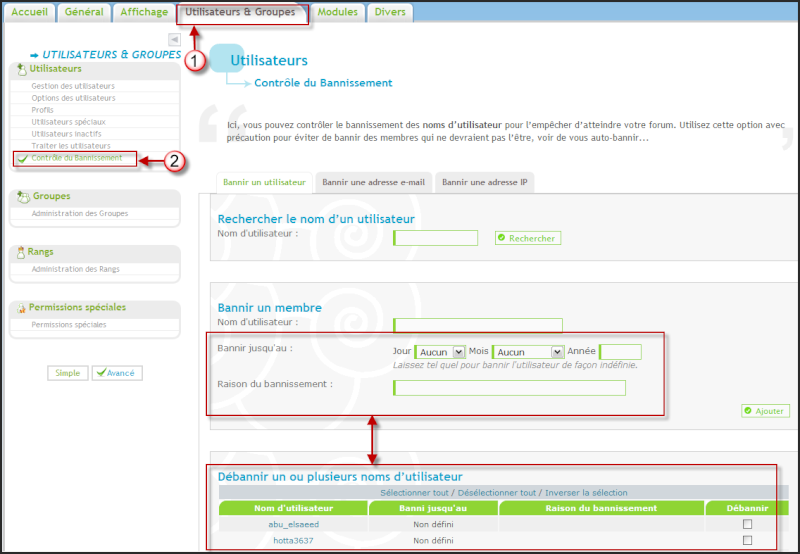 Accueil Général Affichage Utilisateurs & Groupes Modules Divers
1
UTILISATEURS & GROUPES
Utilisateurs
Gestion des utilisateurs
Options des utilisateurs
Profils
Utilisateurs spéciaux
Utilisateurs inactifs
Traiter les utilisateurs
Contrôle du Bannissement
2
Groupes
Administration des Groupes
Rangs
Administration des Rangs
Permissions spéciales
Permissions spéciales
Simple Avancé
Utilisateurs
Contrôle du Bannissement
Ici, vous pouvez contrôler le bannissement des noms d'utilisateur pour l'empêcher d'atteindre votre forum. Utilisez cette option avec
précaution pour éviter de bannir des membres qui ne devraient pas l'être, voir de vous auto-bannir...
Bannir un utilisateur Bannir une adresse e-mail Bannir une adresse IP
Rechercher le nom d'un utilisateur
Nom d'utilisateur : Rechercher
Bannir un membre
Nom d'utilisateur :
Bannir jusqu'au : Jour Aucun Mois Aucun Année
Laissez tel quel pour bannir l'utilisateur de façon indéfinie.
Raison du bannissement :
Ajouter
Débannir un ou plusieurs noms d'utilisateur
Sélectionner tout / Désélectionner tout / Inverser la sélection
Nom d'utilisateur Banni jusqu'au Raison du bannissement Débannir
abu_elsaeed Non défini
hotta3637 Non défini